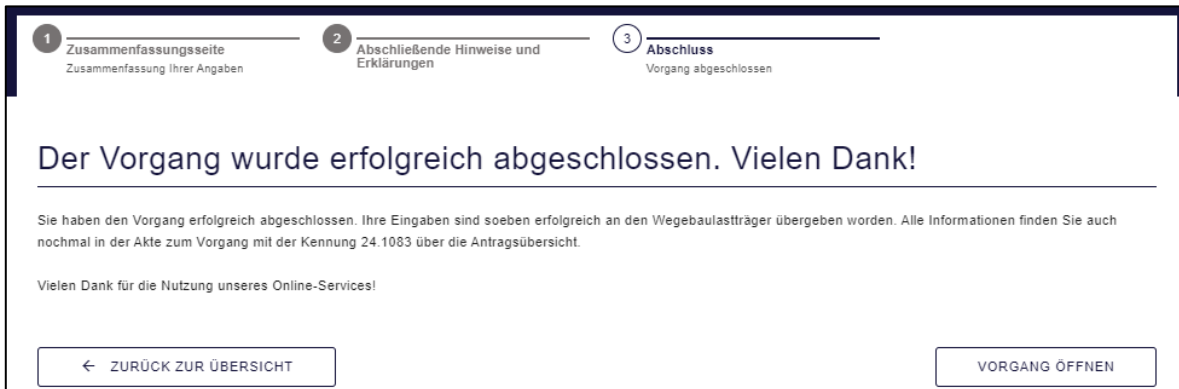 1
Zusammenfassungsseite
Zusammenfassung Ihrer Angaben
2
Abschließende Hinweise und
Erklärungen
3
Abschluss
Vorgang abgeschlossen
Der Vorgang wurde erfolgreich abgeschlossen. Vielen Dank!
Sie haben den Vorgang erfolgreich abgeschlossen. Ihre Eingaben sind soeben erfolgreich an den Wegebaulastträger übergeben worden. Alle Informationen finden Sie auch
nochmal in der Akte zum Vorgang mit der Kennung 24.1083 über die Antragsübersicht.
Vielen Dank für die Nutzung unseres Online-Services!
← ZURÜCK ZUR ÜBERSICHT
VORGANG ÖFFNEN